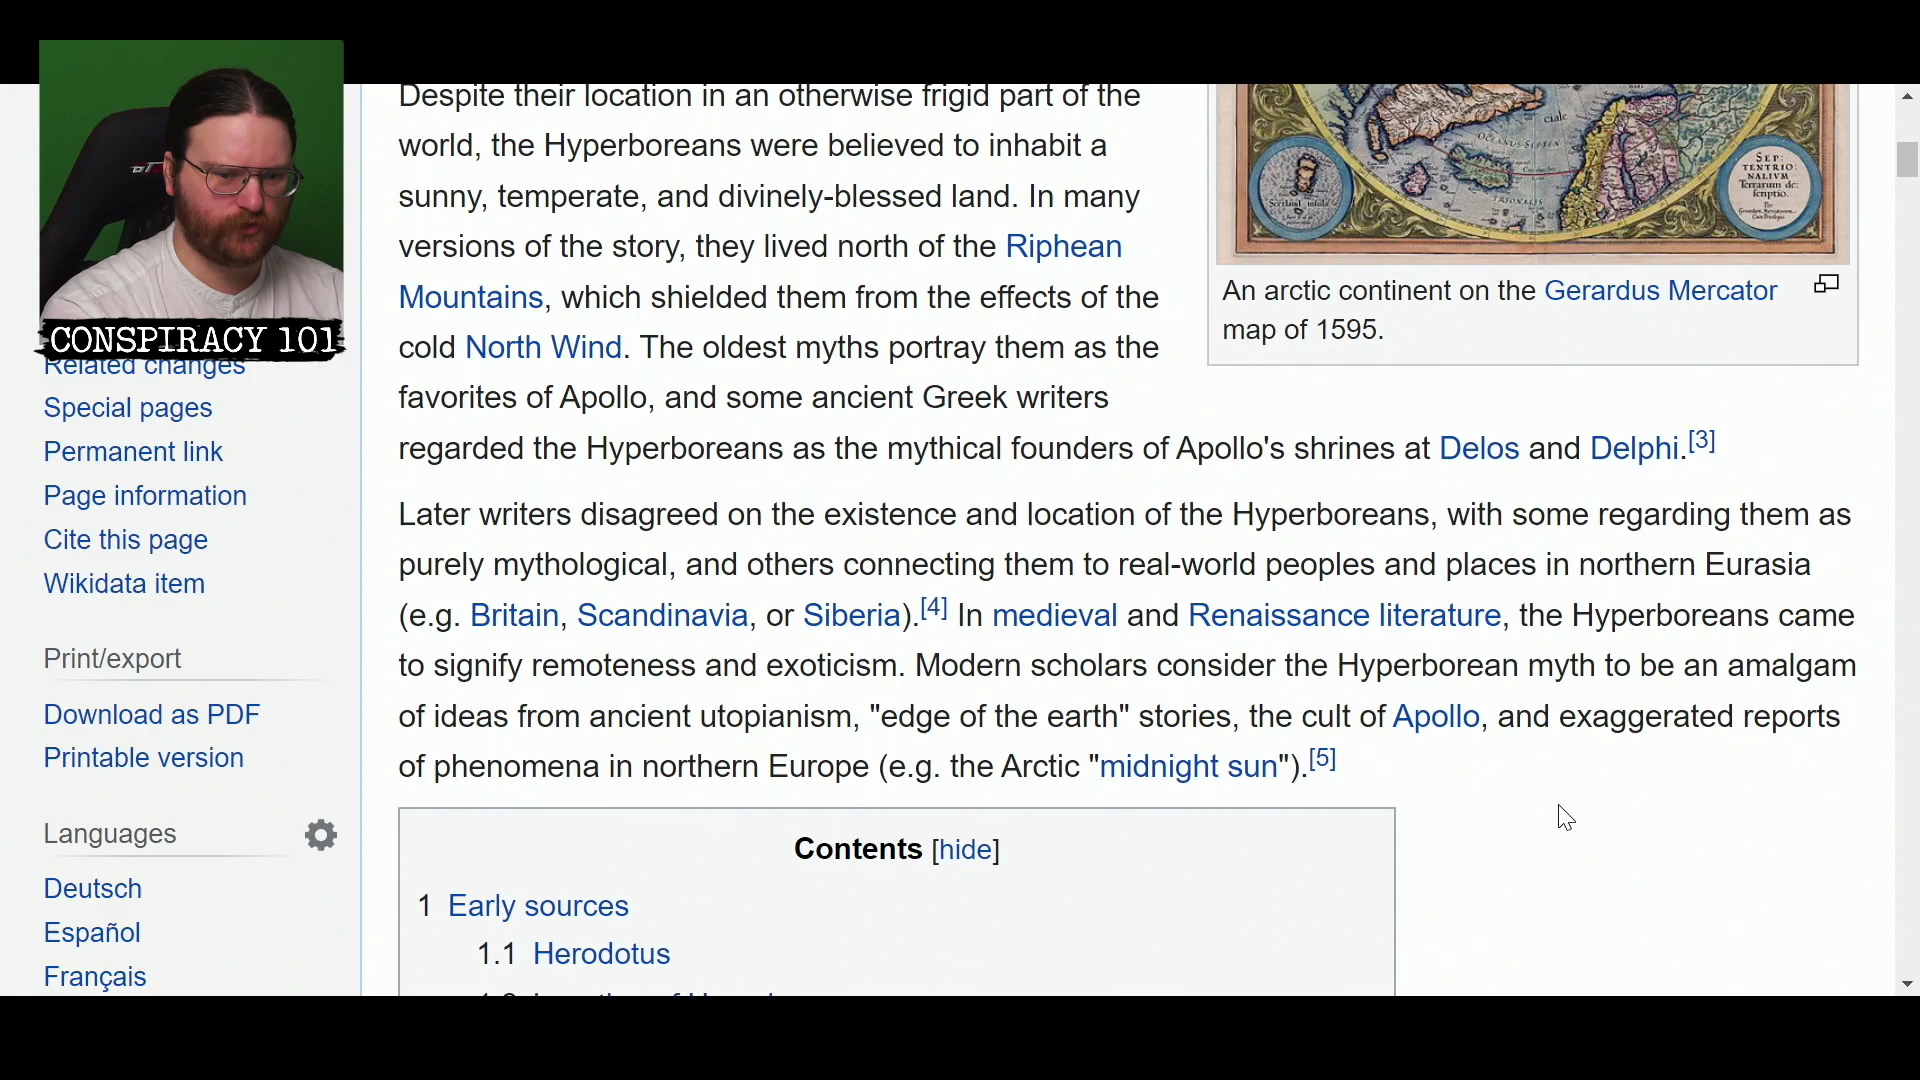 Despite their location in an otherwise frigid part of the
world, the Hyperboreans were believed to inhabit a
sunny, temperate, and divinely-blessed land. In many
versions of the story, they lived north of the Riphean
Mountains, which shielded them from the effects of the
cold North Wind. The oldest myths portray them as the
favorites of Apollo, and some ancient Greek writers
regarded the Hyperboreans as the mythical founders of Apollo's shrines at Delos and Delphi.[3]
Later writers disagreed on the existence and location of the Hyperboreans, with some regarding them as
purely mythological, and others connecting them to real-world peoples and places in northern Eurasia
(e.g. Britain, Scandinavia, or Siberia).[4] In medieval and Renaissance literature, the Hyperboreans came
to signify remoteness and exoticism. Modern scholars consider the Hyperborean myth to be an amalgam
of ideas from ancient utopianism, "edge of the earth" stories, the cult of Apollo, and exaggerated reports
of phenomena in northern Europe (e.g. the Arctic "midnight sun").[5]
Contents [hide]
1 Early sources
1.1 Herodotus
ciale
SEP:
TENTRIO
NALIVM
Terrarum de:
scriptio.
An arctic continent on the Gerardus Mercator
map of 1595.
CONSPIRACY 101
Related changes
Special pages
Permanent link
Page information
Cite this page
Wikidata item
Print/export
Download as PDF
Printable version
Languages
Deutsch
Español
Français